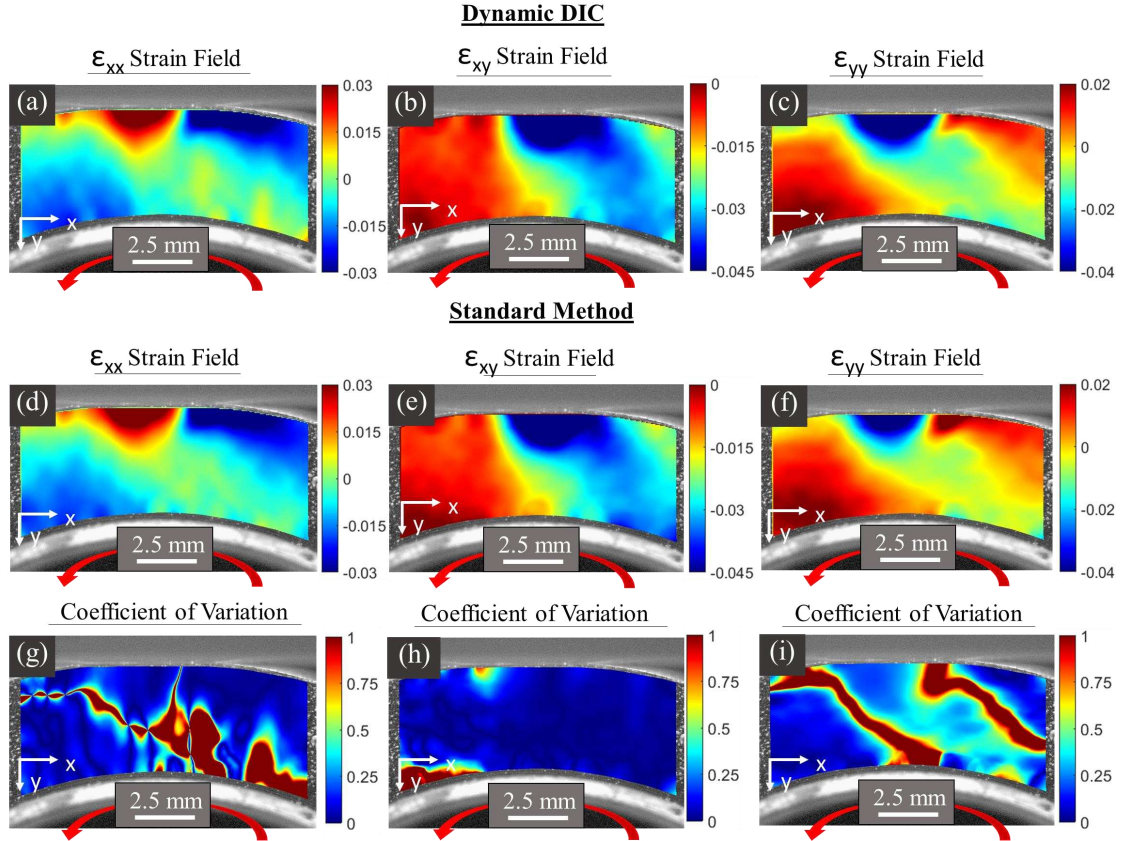 Dynamic DIC
εxx Strain Field
εxy Strain Field
εyy Strain Field
(a)
0.03
0.015
0
-0.015
-0.03
x
y
2.5 mm
(b)
0
-0.015
-0.03
-0.045
x
y
2.5 mm
(c)
0.02
0
-0.02
-0.04
x
y
2.5 mm
Standard Method
εxx Strain Field
εxy Strain Field
εyy Strain Field
(d)
0.03
0.015
0
-0.015
-0.03
x
y
2.5 mm
(e)
0
-0.015
-0.03
-0.045
x
y
2.5 mm
(f)
0.02
0
-0.02
-0.04
x
y
2.5 mm
Coefficient of Variation
Coefficient of Variation
Coefficient of Variation
(g)
1
0.75
0.5
0.25
0
x
y
2.5 mm
(h)
1
0.75
0.5
0.25
0
x
y
2.5 mm
(i)
1
0.75
0.5
0.25
0
x
y
2.5 mm